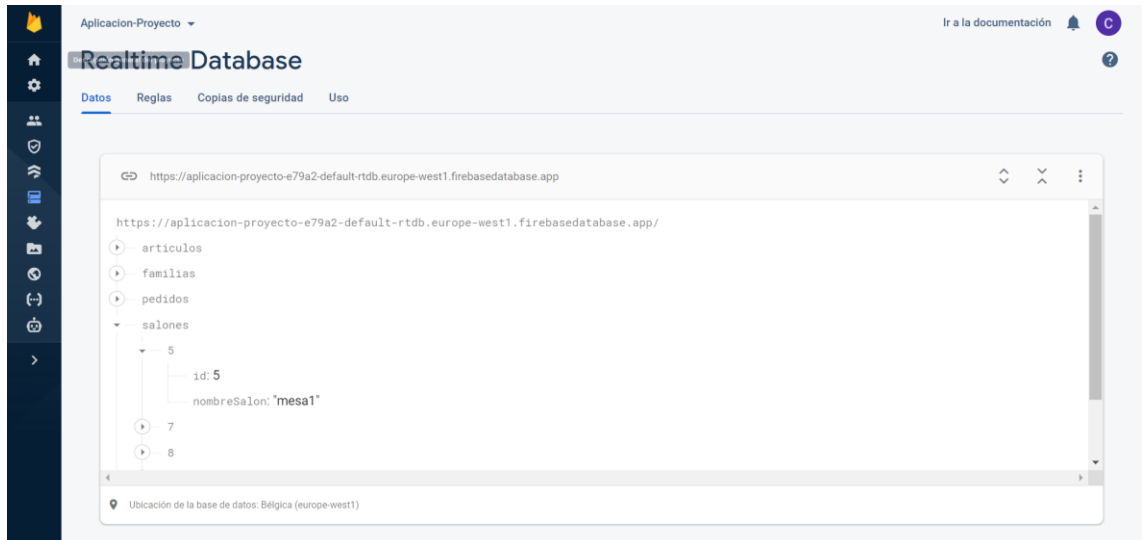 Aplicacion-Proyecto
Ir a la documentación
C
Realtime Database
Datos
Reglas
Copias de seguridad
Uso
https://aplicacion-proyecto-e79a2-default-rtdb.europe-west1.firebasedatabase.app
https://aplicacion-proyecto-e79a2-default-rtdb.europe-west1.firebasedatabase.app/
articulos
familias
pedidos
salones
5
id: 5
nombreSalon: "mesa1"
7
8
Ubicación de la base de datos: Bélgica (europe-west1)